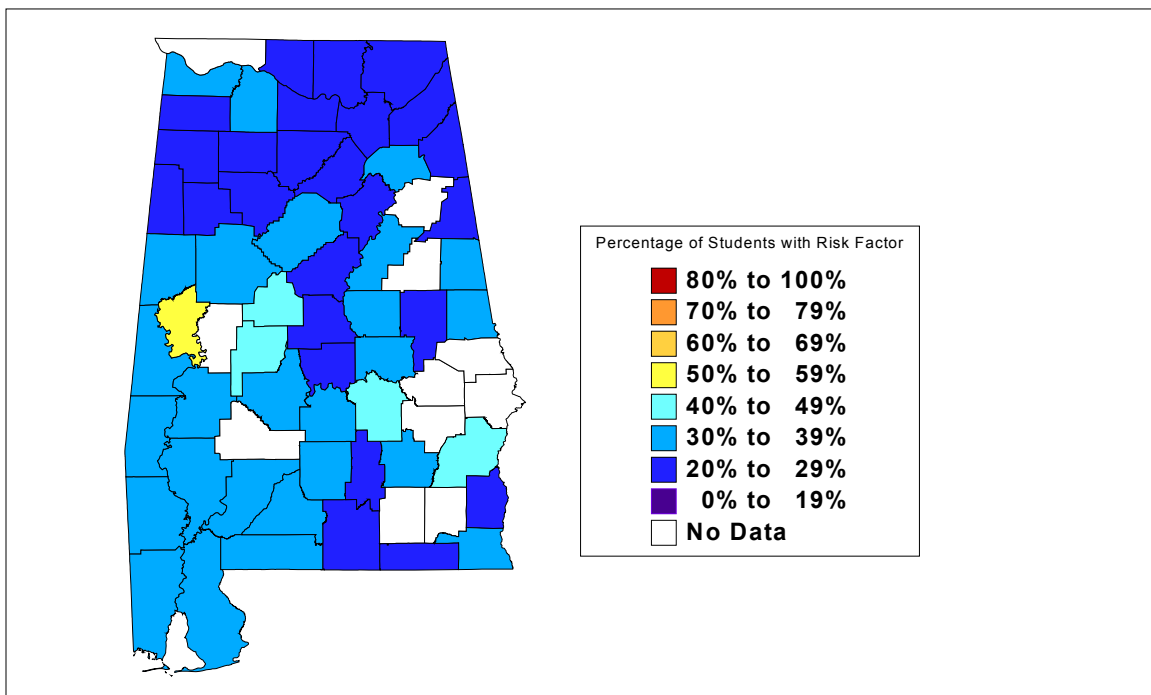 Percentage of Students with Risk Factor
80% to 100%
70% to 79%
60% to 69%
50% to 59%
40% to 49%
30% to 39%
20% to 29%
0% to 19%
No Data